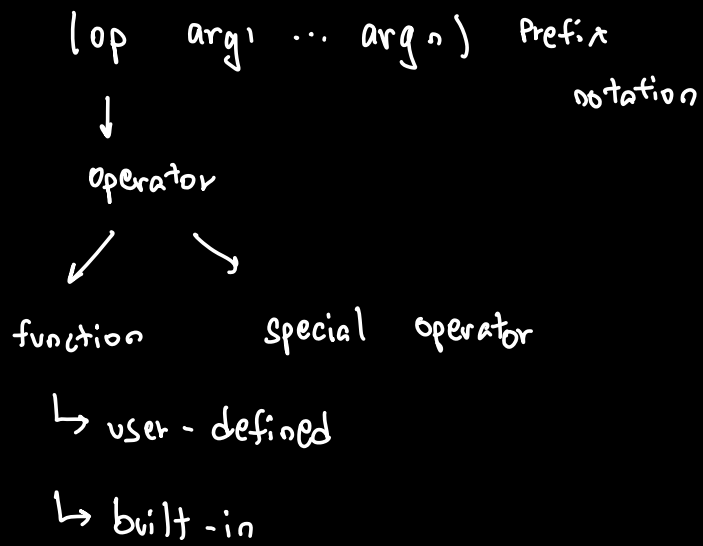 (op arg1 ... argn) Prefix
notation
operator
function special operator
user - defined
built-in